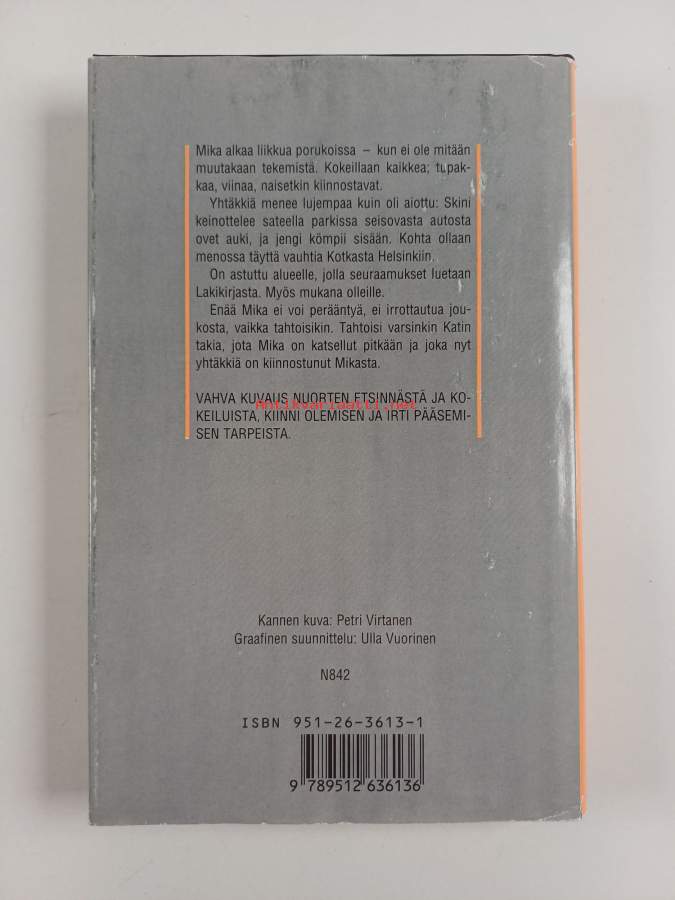 Mika alkaa liikkua porukoissa – kun ei ole mitään
muutakaan tekemistä. Kokeillaan kaikkea; tupak-
kaa, viinaa, naisetkin kiinnostavat.
Yhtäkkiä menee lujempaa kuin oli aiottu: Skini
keinottelee sateella parkissa seisovasta autosta
ovet auki, ja jengi kömpii sisään. Kohta ollaan
menossa täyttä vauhtia Kotkasta Helsinkiin.
On astuttu alueelle, jolla seuraamukset luetaan
Lakikirjasta. Myös mukana olleille.
Enää Mika ei voi perääntyä, ei irrottautua jou-
kosta, vaikka tahtoisikin. Tahtoisi varsinkin Katin
takia, jota Mika on katsellut pitkään ja joka nyt
yhtäkkiä on kiinnostunut Mikasta.
VAHVA KUVAUS NUORTEN ETSINNÄSTÄ JA KO-
Antikvariaatti.net
KEILUISTA, KIINNI OLEMISEN JA IRTI PÄÄSEMI-
SEN TARPEISTA.
Kannen kuva: Petri Virtanen
Graafinen suunnittelu: Ulla Vuorinen
N842
ISBN 951-26-3613-1
9 789512 636136